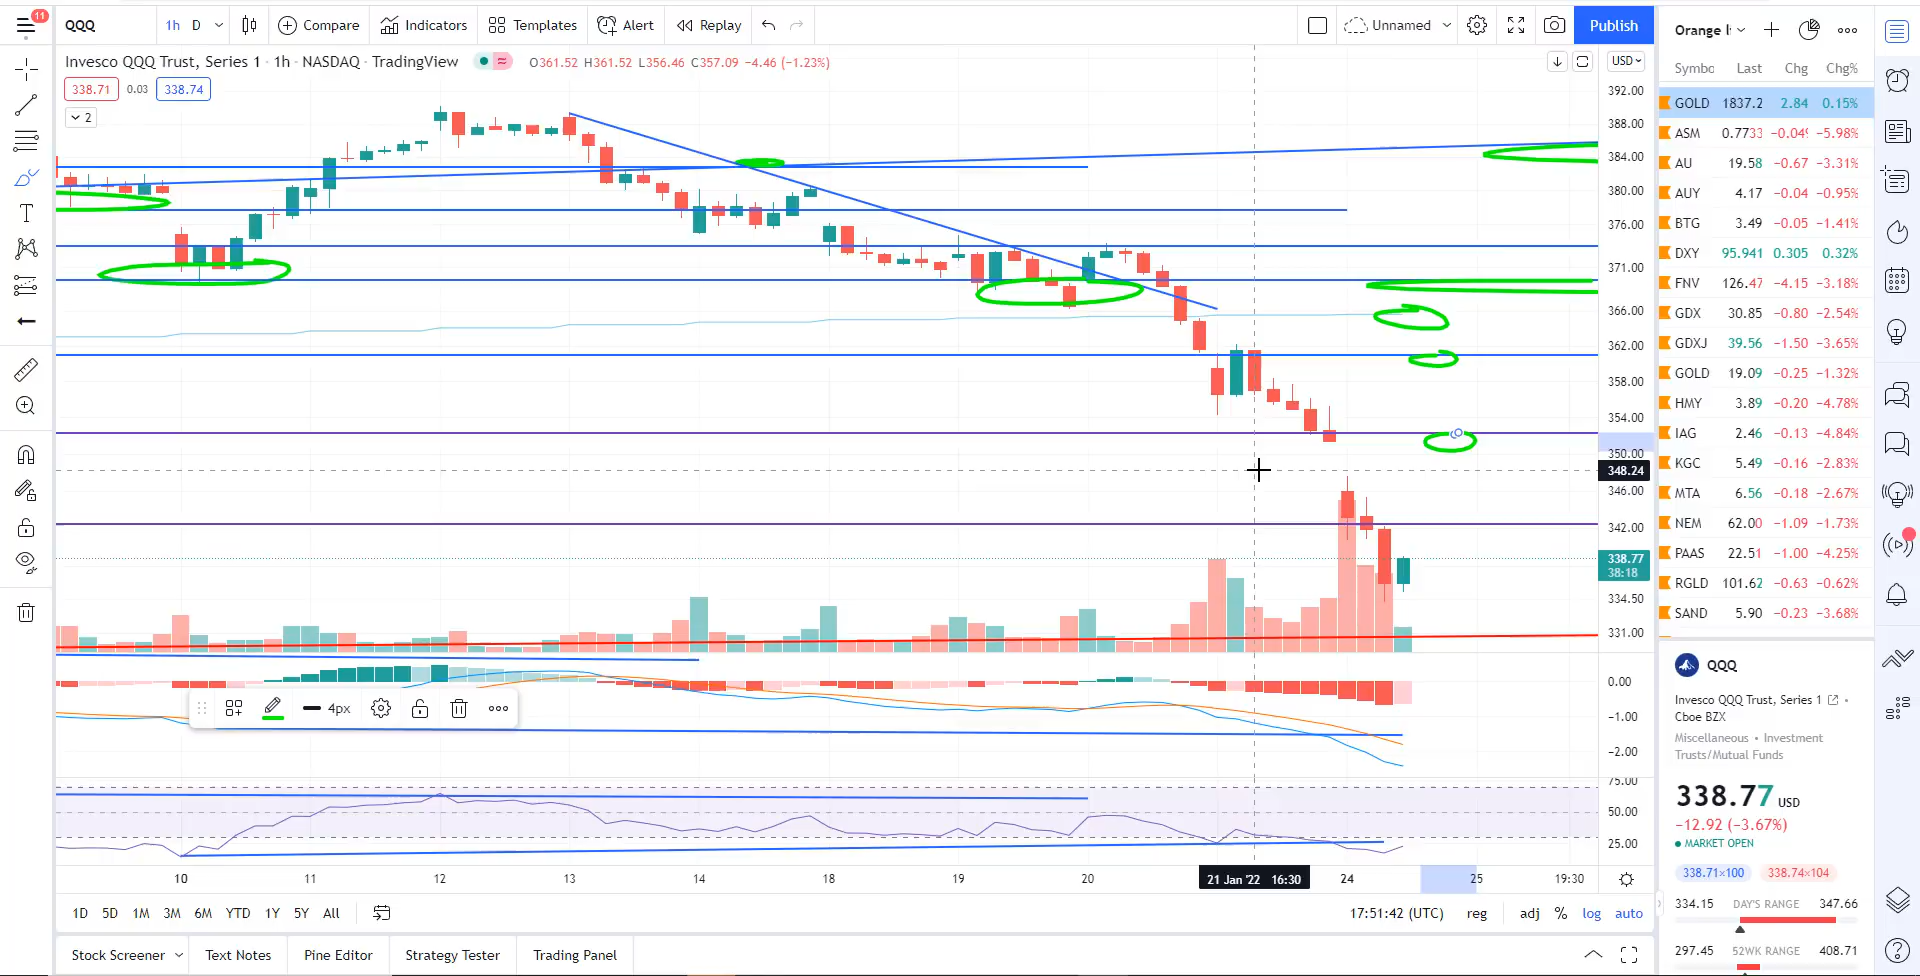 11
QQQ
1h D
Compare
Indicators
Templates
Alert
Replay
Unnamed
Publish
Invesco QQQ Trust, Series 1 · 1h · NASDAQ · TradingView
O361.52 H361.52 L356.46 C357.09 −4.46 (−1.23%)
338.71 0.03 338.74
2
USD
392.00
388.00
384.00
380.00
376.00
371.00
366.00
362.00
358.00
354.00
350.00
348.24
346.00
342.00
338.77
38:18
334.50
331.00
0.00
−1.00
−2.00
75.00
50.00
25.00
4px
10 11 12 13 14 18 19 20 21 Jan '22 16:30 24 25 19:30
1D 5D 1M 3M 6M YTD 1Y 5Y All
17:51:42 (UTC) reg adj % log auto
Stock Screener Text Notes Pine Editor Strategy Tester Trading Panel
Symbo Last Chg Chg%
GOLD 1837.2 2.84 0.15%
ASM 0.7733 −0.049 −5.98%
AU 19.58 −0.67 −3.31%
AUY 4.17 −0.04 −0.95%
BTG 3.49 −0.05 −1.41%
DXY 95.941 0.305 0.32%
FNV 126.47 −4.15 −3.18%
GDX 30.85 −0.80 −2.54%
GDXJ 39.56 −1.50 −3.65%
GOLD 19.09 −0.25 −1.32%
HMY 3.89 −0.20 −4.78%
IAG 2.46 −0.13 −4.84%
KGC 5.49 −0.16 −2.83%
MTA 6.56 −0.18 −2.67%
NEM 62.00 −1.09 −1.73%
PAAS 22.51 −1.00 −4.25%
RGLD 101.62 −0.63 −0.62%
SAND 5.90 −0.23 −3.68%
QQQ
Invesco QQQ Trust, Series 1 •
Cboe BZX
Miscellaneous • Investment
Trusts/Mutual Funds
338.77 USD
−12.92 (−3.67%)
MARKET OPEN
338.71×100 338.74×104
334.15 DAY'S RANGE 347.66
297.45 52WK RANGE 408.71